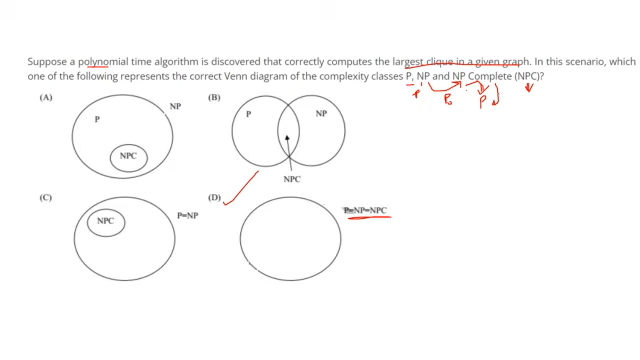 Suppose a polynomial time algorithm is discovered that correctly computes the largest clique in a given graph. In this scenario, which
one of the following represents the correct Venn diagram of the complexity classes P, NP and NP Complete (NPC)?
P P
(A) NP (B)
P P NP
NPC
NPC
(C) (D)
P=NP P=NP=NPC
NPC